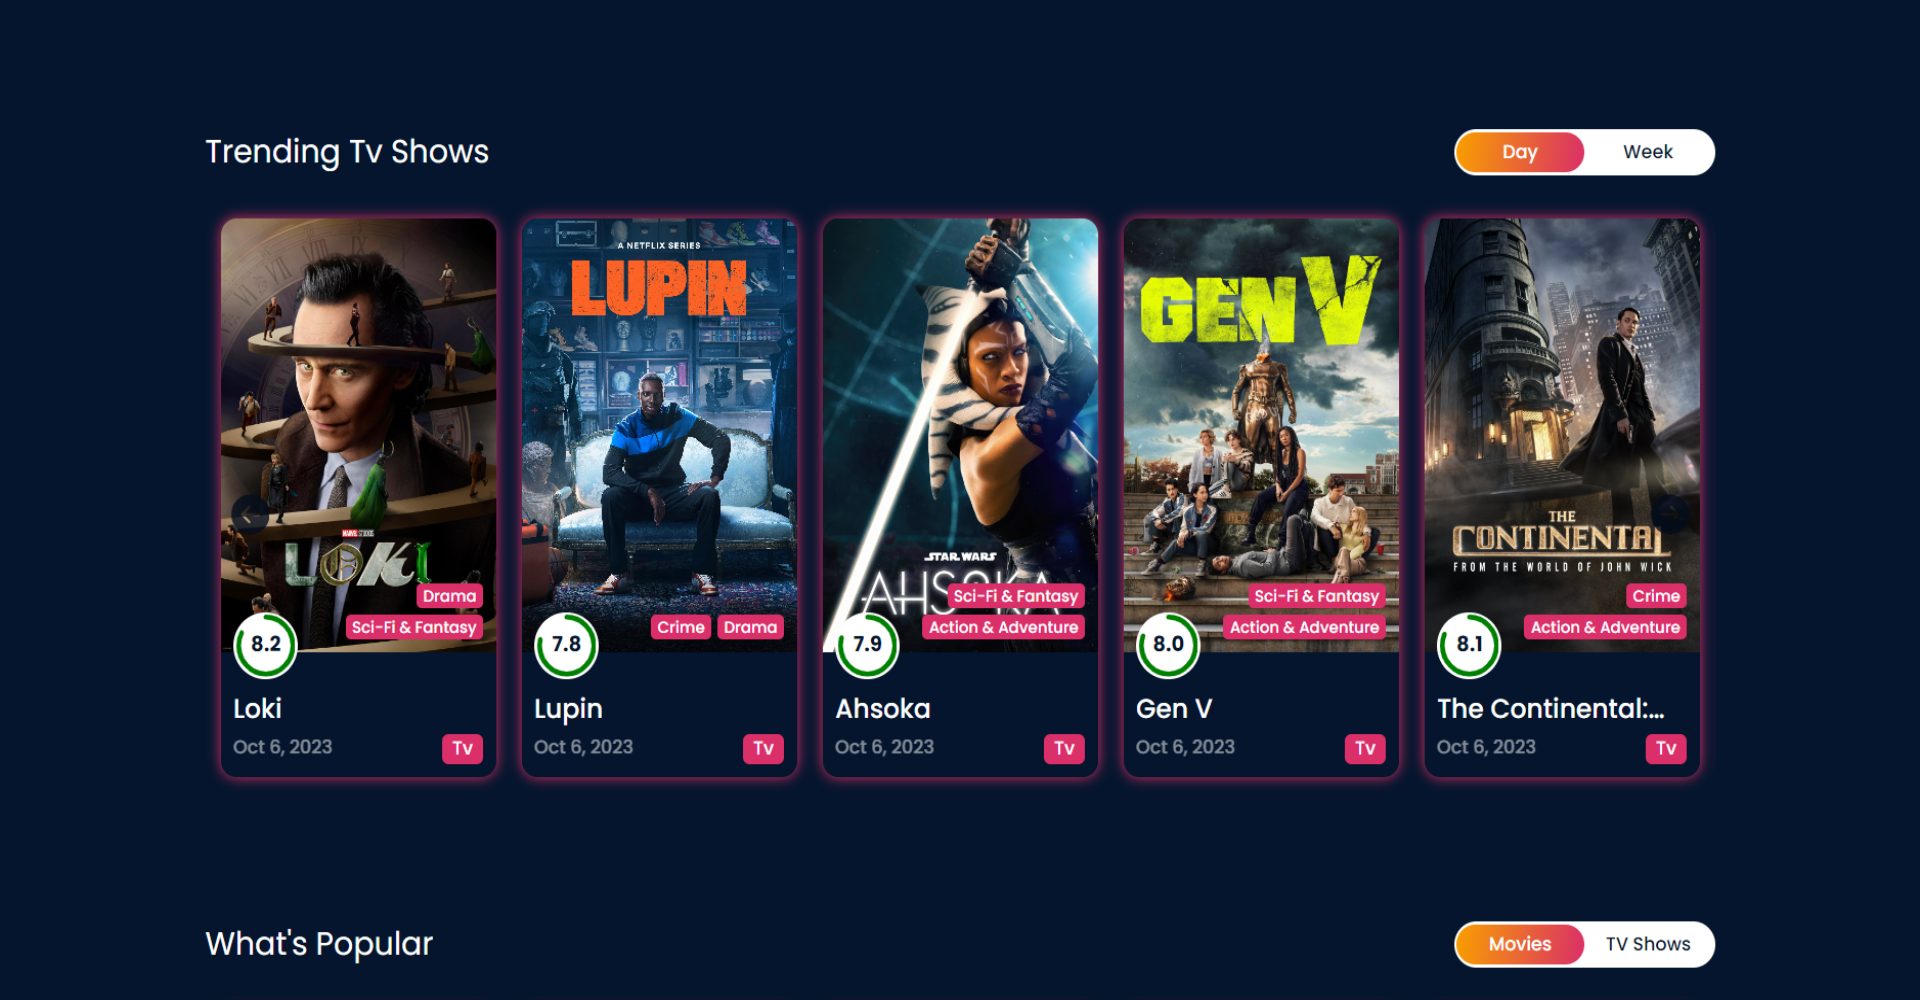 Trending Tv Shows
Day Week
MARVEL STUDIOS
LOKI
Drama
Sci-Fi & Fantasy
8.2
Loki
Oct 6, 2023
Tv
A NETFLIX SERIES
LUPIN
Crime Drama
7.8
Lupin
Oct 6, 2023
Tv
STAR WARS
AHSOKA
Sci-Fi & Fantasy
Action & Adventure
7.9
Ahsoka
Oct 6, 2023
Tv
GEN V
Sci-Fi & Fantasy
Action & Adventure
8.0
Gen V
Oct 6, 2023
Tv
THE
CONTINENTAL
FROM THE WORLD OF JOHN WICK
Crime
Action & Adventure
8.1
The Continental:...
Oct 6, 2023
Tv
What's Popular
Movies TV Shows